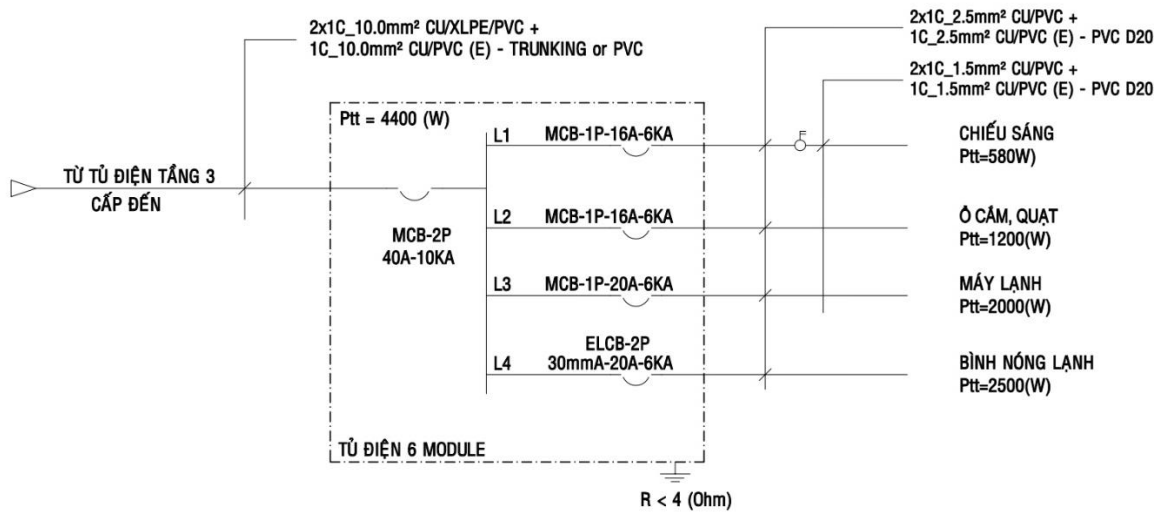 2x1C_10.0mm² CU/XLPE/PVC +
1C_10.0mm² CU/PVC (E) - TRUNKING or PVC
2x1C_2.5mm² CU/PVC +
1C_2.5mm² CU/PVC (E) - PVC D20
2x1C_1.5mm² CU/PVC +
1C_1.5mm² CU/PVC (E) - PVC D20
Ptt = 4400 (W)
TỪ TỦ ĐIỆN TẦNG 3
CẤP ĐẾN
MCB-2P
40A-10KA
L1 MCB-1P-16A-6KA
CHIẾU SÁNG
Ptt=580W)
L2 MCB-1P-16A-6KA
Ổ CẮM, QUẠT
Ptt=1200(W)
L3 MCB-1P-20A-6KA
MÁY LẠNH
Ptt=2000(W)
ELCB-2P
L4 30mmA-20A-6KA
BÌNH NÓNG LẠNH
Ptt=2500(W)
TỦ ĐIỆN 6 MODULE
R < 4 (Ohm)